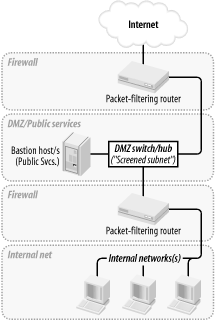 Internet
Firewall
Packet-filtering router
DMZ/Public services
Bastion host/s
(Public Svcs.)
DMZ switch/hub
("Screened subnet")
Firewall
Packet-filtering router
Internal net
Internal networks(s)